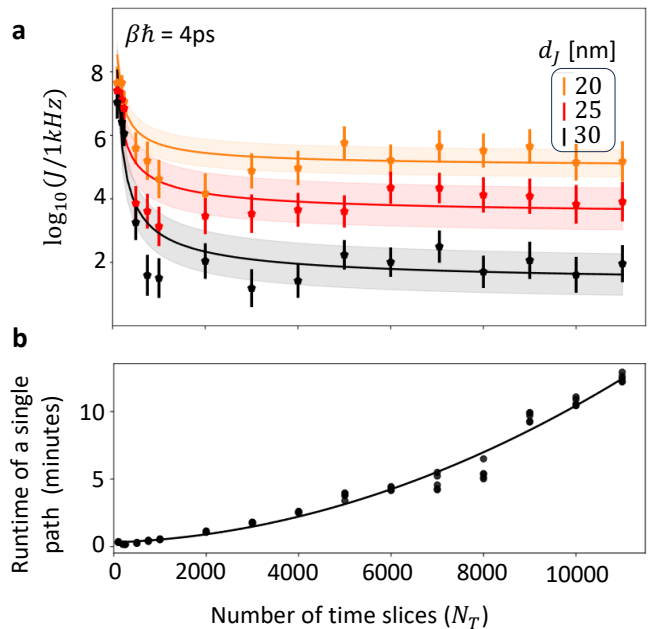 a
βħ = 4ps
d_J [nm]
20
25
30
8
6
4
2
log₁₀(J/1kHz)
b
10
5
0
Runtime of a single
path (minutes)
0 2000 4000 6000 8000 10000
Number of time slices (N_T)